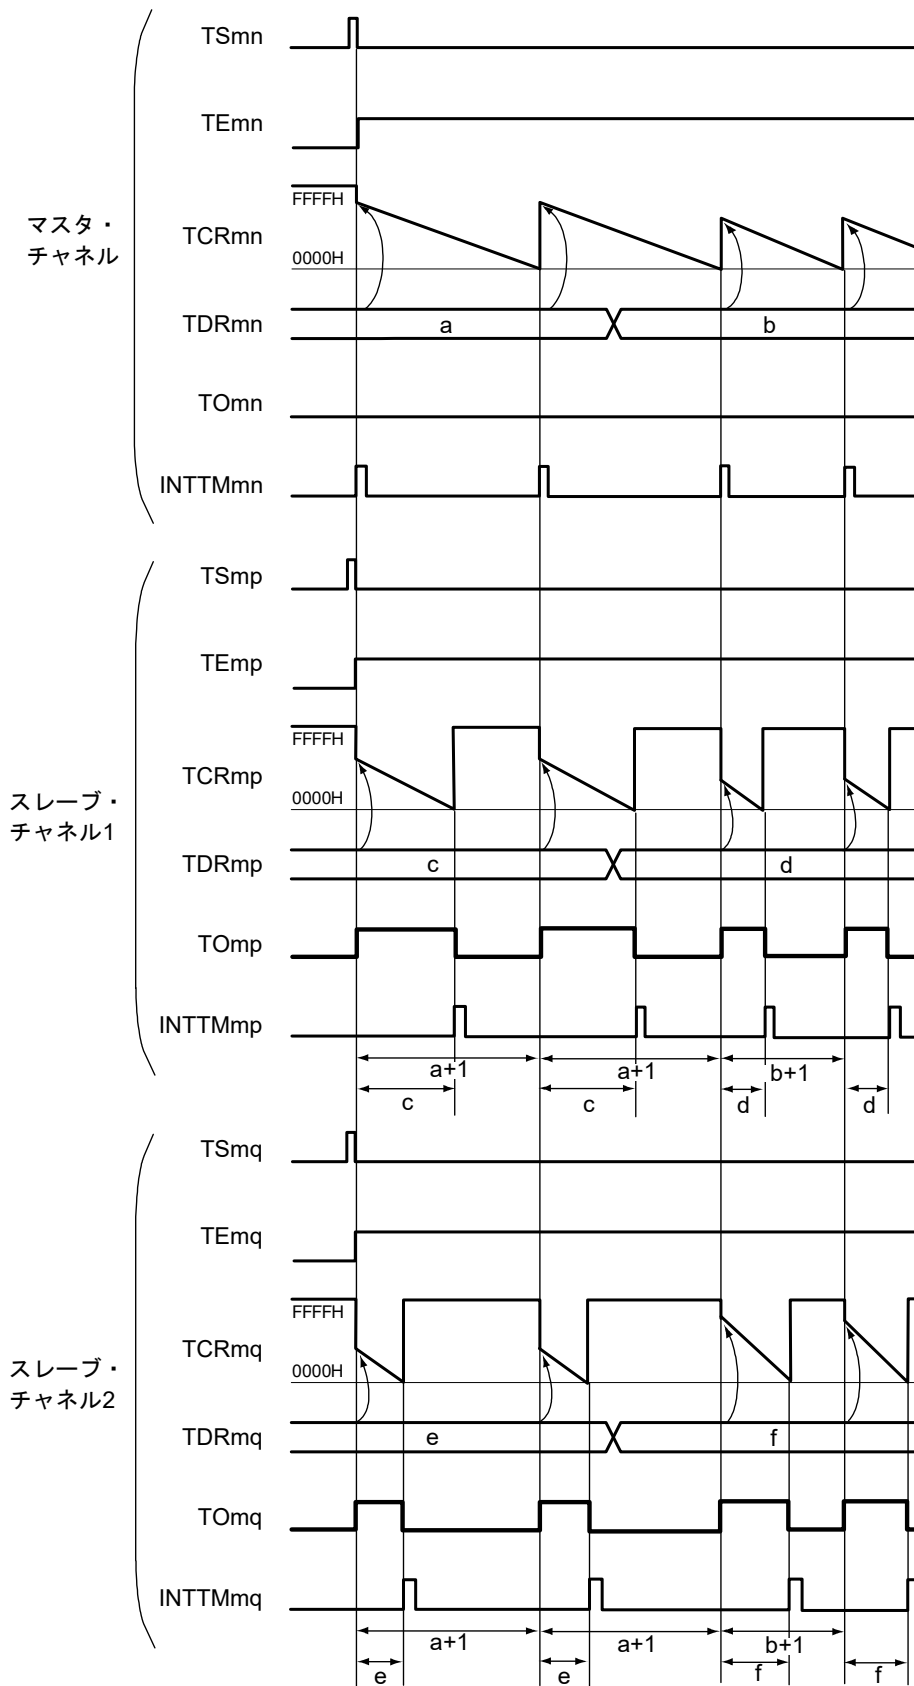 TSmn
TEmn
マスタ・
チャネル
FFFFH
TCRmn
0000H
TDRmn
a
b
TOmn
INTTMmn
TSmp
TEmp
スレーブ・
チャネル1
FFFFH
TCRmp
0000H
TDRmp
c
d
TOmp
INTTMmp
a+1
a+1
b+1
c
c
d
d
TSmq
TEmq
スレーブ・
チャネル2
FFFFH
TCRmq
0000H
TDRmq
e
f
TOmq
INTTMmq
a+1
a+1
b+1
e
e
f
f